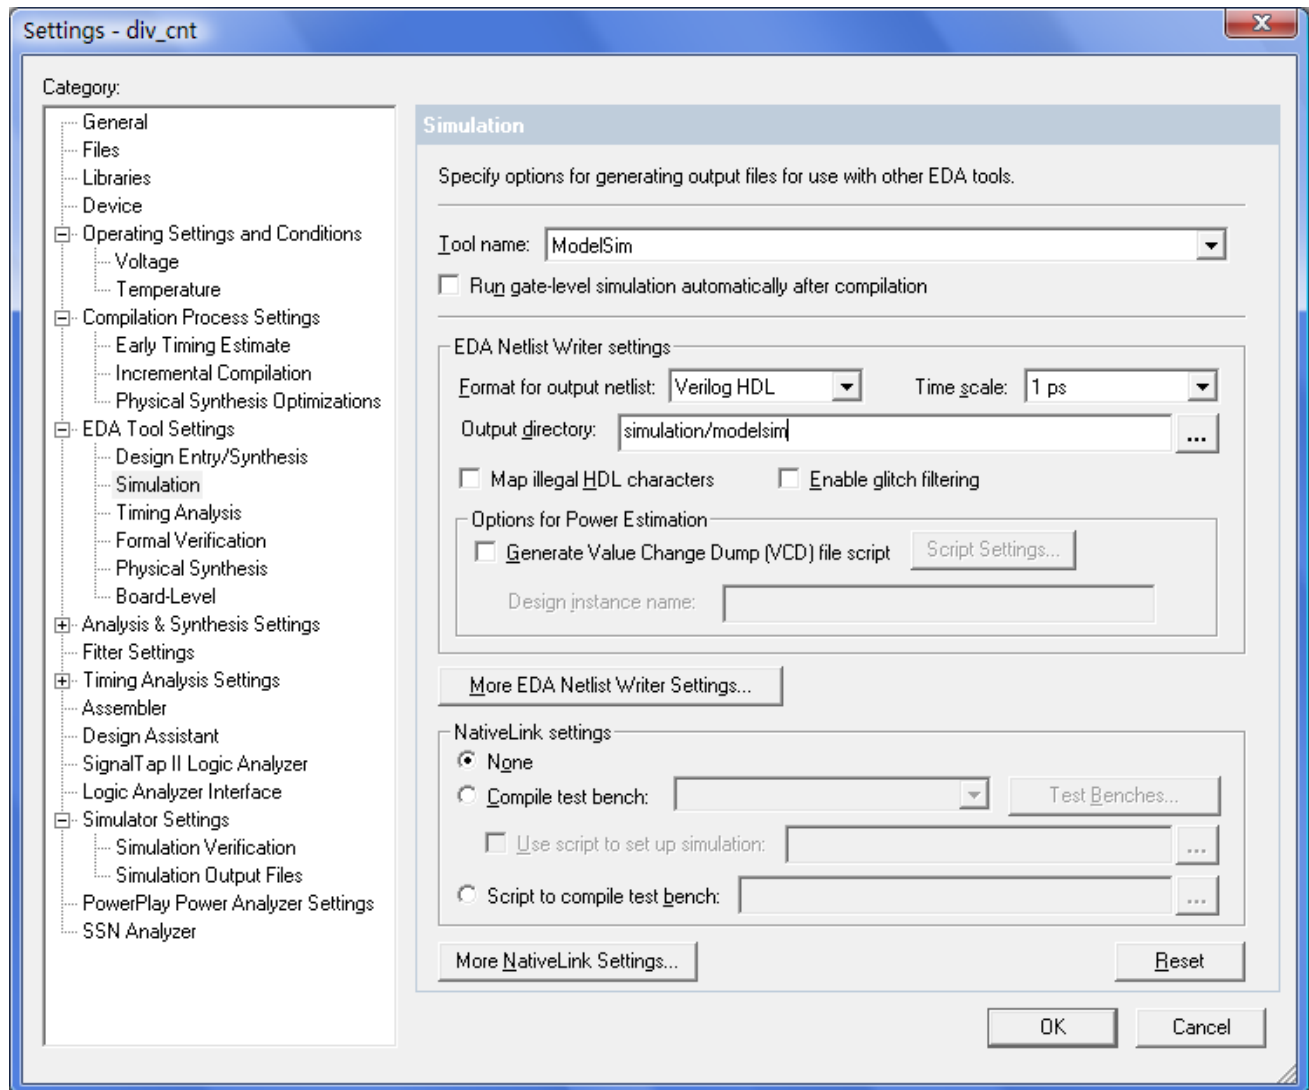 Settings - div_cnt
X
Category:
General
Files
Libraries
Device
Operating Settings and Conditions
Voltage
Temperature
Compilation Process Settings
Early Timing Estimate
Incremental Compilation
Physical Synthesis Optimizations
EDA Tool Settings
Design Entry/Synthesis
Simulation
Timing Analysis
Formal Verification
Physical Synthesis
Board-Level
Analysis & Synthesis Settings
Fitter Settings
Timing Analysis Settings
Assembler
Design Assistant
SignalTap II Logic Analyzer
Logic Analyzer Interface
Simulator Settings
Simulation Verification
Simulation Output Files
PowerPlay Power Analyzer Settings
SSN Analyzer
Simulation
Specify options for generating output files for use with other EDA tools.
Tool name: ModelSim
Run gate-level simulation automatically after compilation
EDA Netlist Writer settings
Format for output netlist: Verilog HDL Time scale: 1 ps
Output directory: simulation/modelsim ...
Map illegal HDL characters Enable glitch filtering
Options for Power Estimation
Generate Value Change Dump (VCD) file script Script Settings...
Design instance name:
More EDA Netlist Writer Settings...
NativeLink settings
None
Compile test bench: Test Benches...
Use script to set up simulation: ...
Script to compile test bench: ...
More NativeLink Settings... Reset
OK Cancel